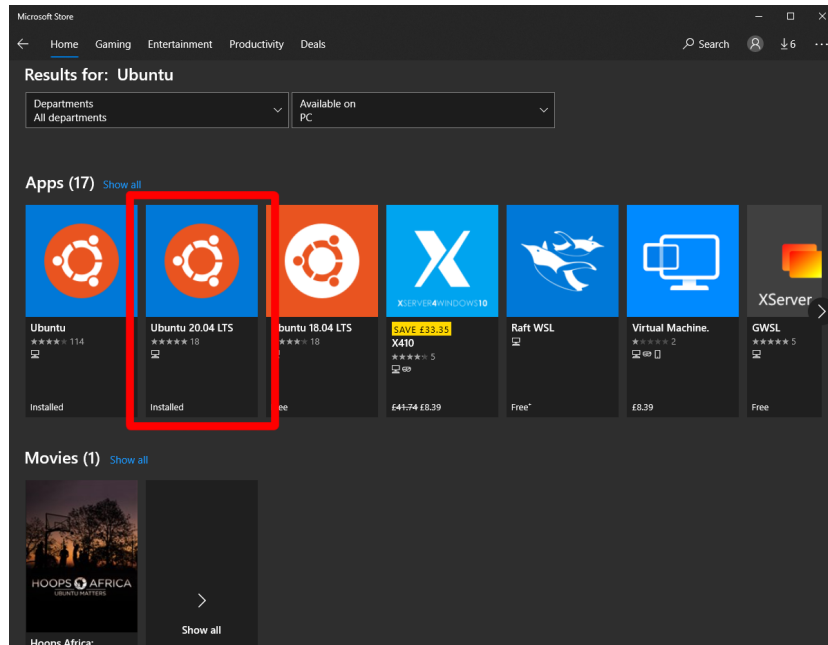 Microsoft Store
Home Gaming Entertainment Productivity Deals Search 6
Results for: Ubuntu
Departments
All departments
Available on
PC
Apps (17) Show all
XSERVER4WINDOWS10
XServer
Ubuntu
114
Installed
Ubuntu 20.04 LTS
18
Installed
buntu 18.04 LTS
18
ee
SAVE £33.35
X410
5
£41.74 £8.39
Raft WSL
Free+
Virtual Machine.
2
£8.39
GWSL
5
Free
Movies (1) Show all
HOOPS AFRICA
UBUNTU MATTERS
Hoops Africa:
Show all